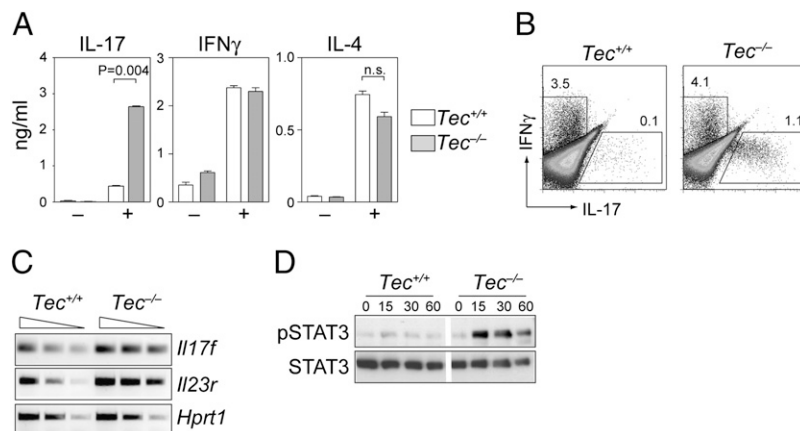 A
IL-17
IFNγ
IL-4
ng/ml
4
3
2
1
0
P=0.004
– +
3
2
1
0
– +
1.0
0.5
0
n.s.
– +
Tec+/+
Tec–/–
B
Tec+/+
Tec–/–
3.5
0.1
4.1
1.1
IFNγ
IL-17
C
Tec+/+
Tec–/–
Il17f
Il23r
Hprt1
D
Tec+/+
Tec–/–
0 15 30 60 0 15 30 60
pSTAT3
STAT3